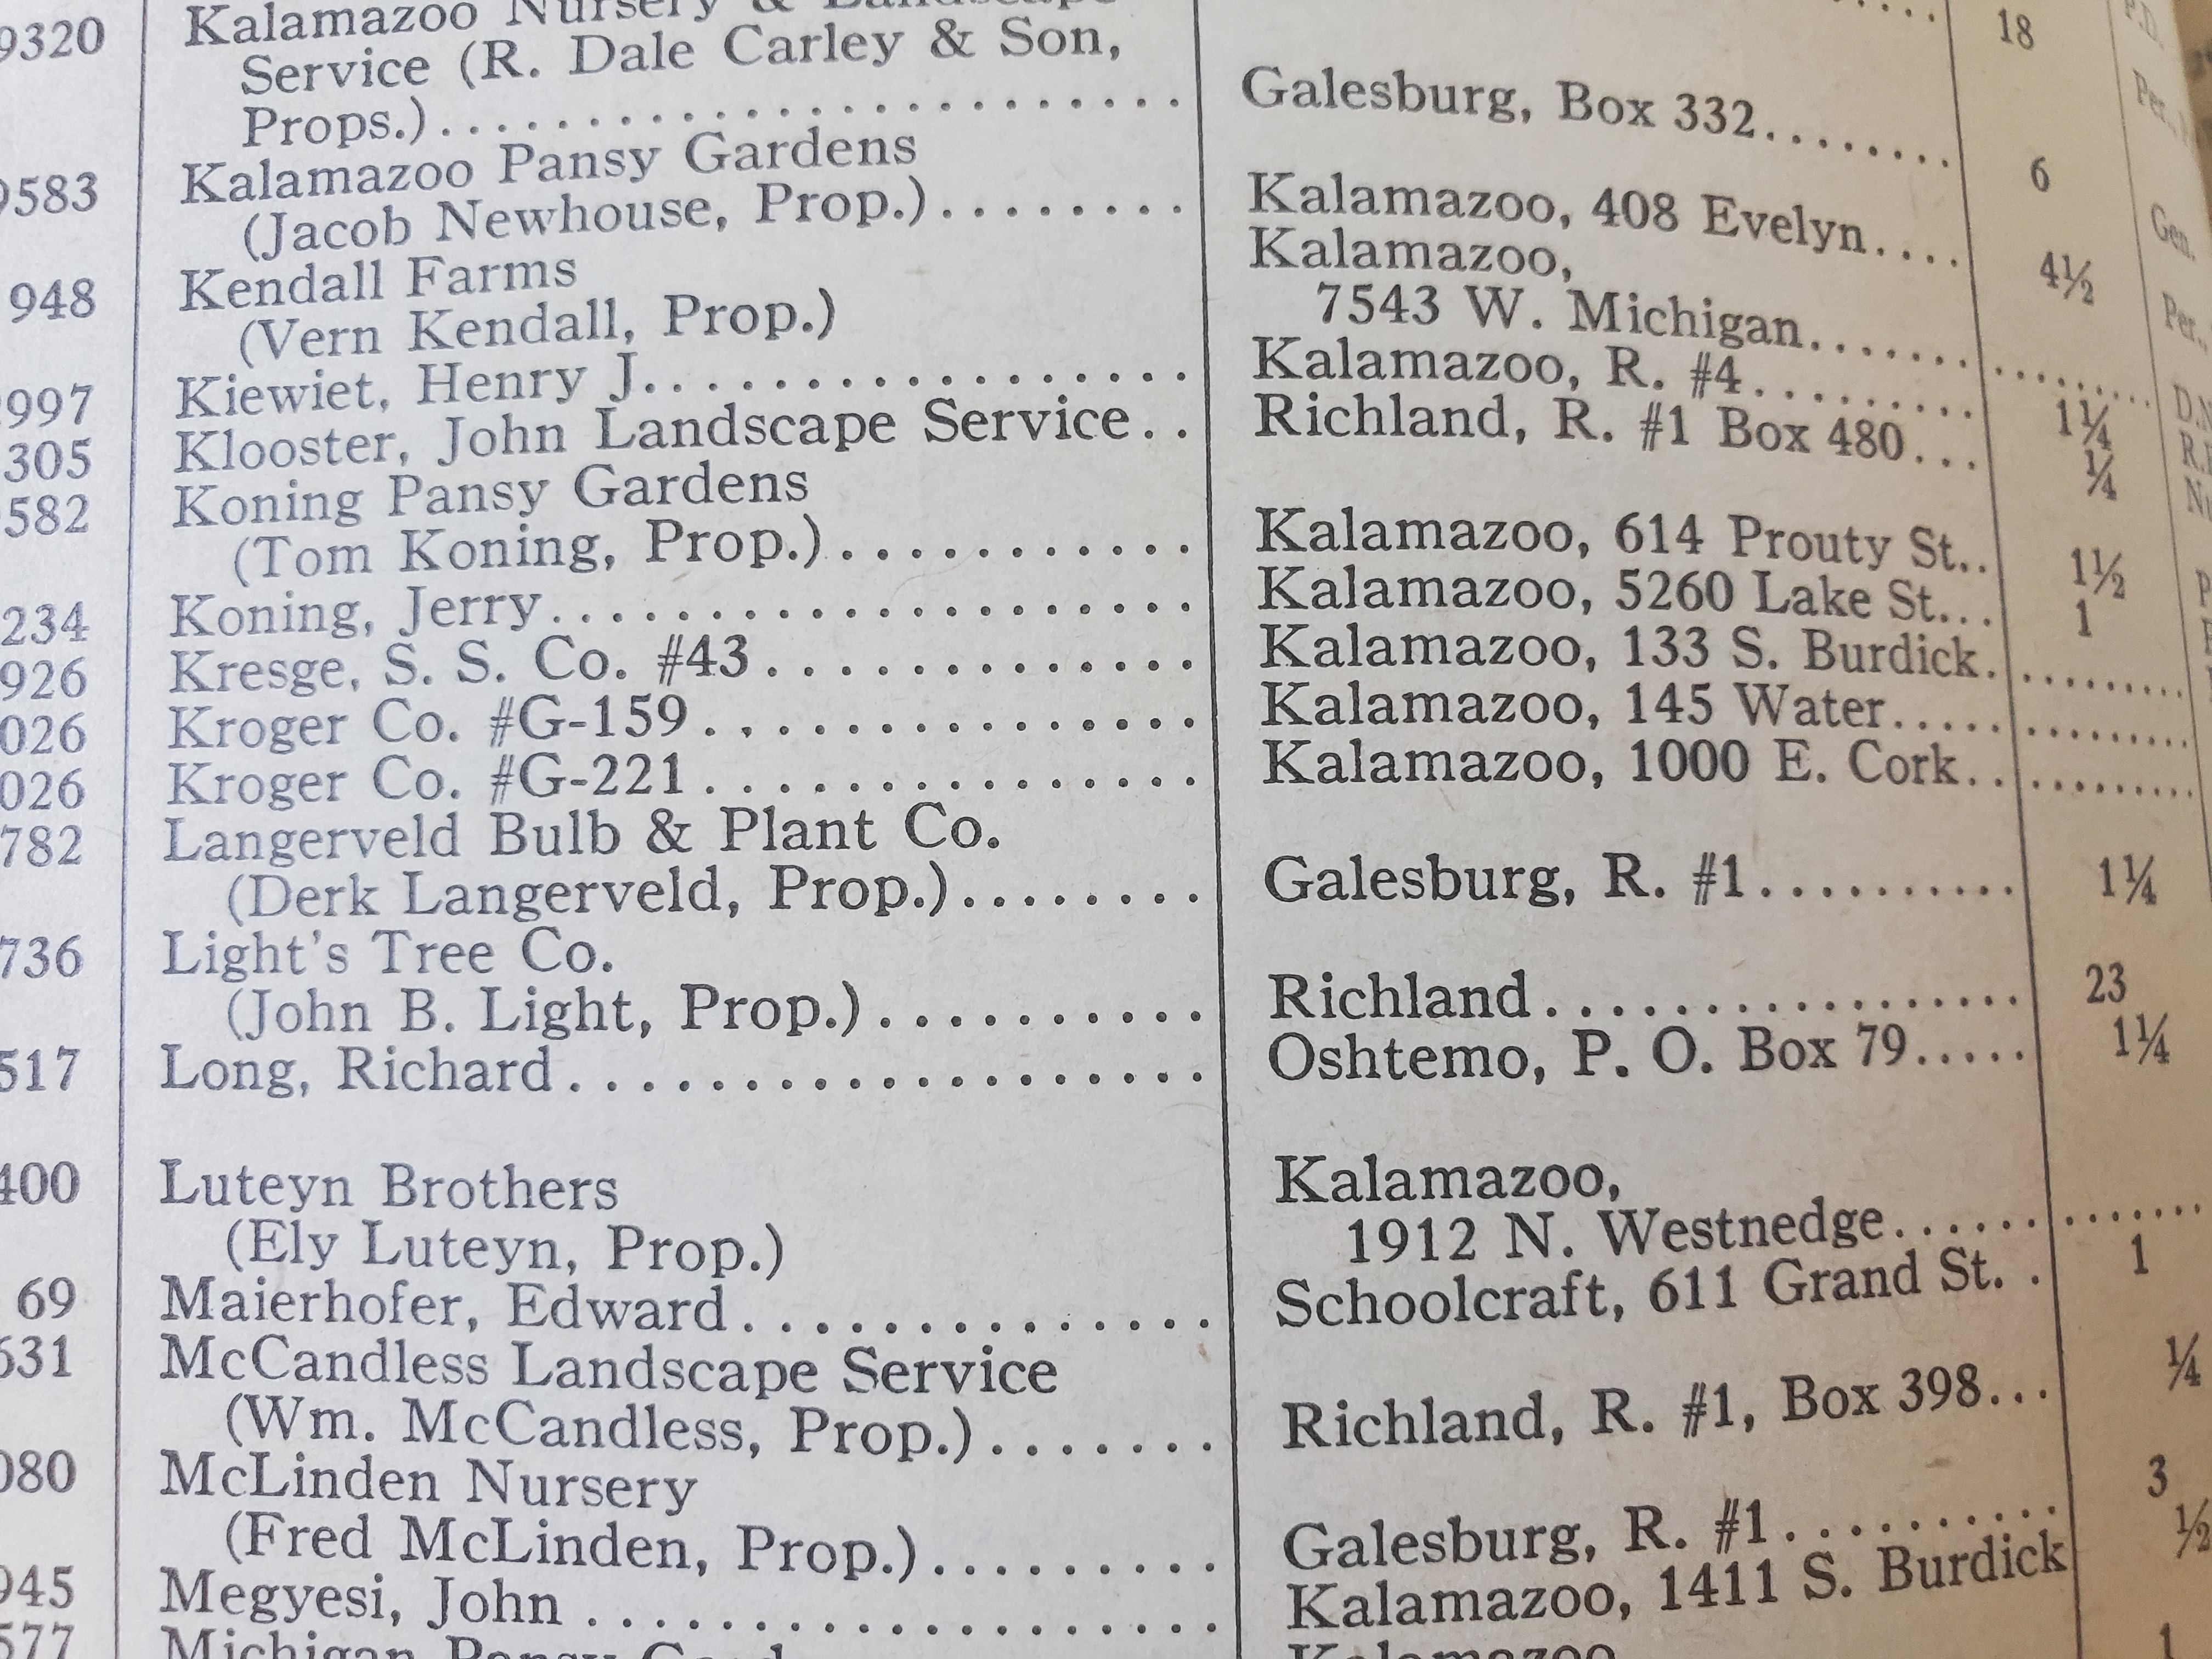 9320 Kalamazoo Nursery & Landscape
Service (R. Dale Carley & Son,
Props.)........................ Galesburg, Box 332........ 18
9583 Kalamazoo Pansy Gardens
(Jacob Newhouse, Prop.)........ Kalamazoo, 408 Evelyn.... 6 Gen.
948 Kendall Farms Kalamazoo,
(Vern Kendall, Prop.) 7543 W. Michigan........ 4½ Per.,
997 Kiewiet, Henry J................. Kalamazoo, R. #4.......... 1¼
305 Klooster, John Landscape Service.. Richland, R. #1 Box 480... ¼
582 Koning Pansy Gardens
(Tom Koning, Prop.)............ Kalamazoo, 614 Prouty St.. 1½
234 Koning, Jerry.................... Kalamazoo, 5260 Lake St... 1
926 Kresge, S. S. Co. #43............. Kalamazoo, 133 S. Burdick...........
026 Kroger Co. #G-159............... Kalamazoo, 145 Water..............
026 Kroger Co. #G-221............... Kalamazoo, 1000 E. Cork...........
782 Langerveld Bulb & Plant Co.
(Derk Langerveld, Prop.)........ Galesburg, R. #1........... 1¼
736 Light's Tree Co.
(John B. Light, Prop.).......... Richland.................. 23
517 Long, Richard.................... Oshtemo, P. O. Box 79..... 1¼
400 Luteyn Brothers Kalamazoo,
(Ely Luteyn, Prop.) 1912 N. Westnedge.............
69 Maierhofer, Edward.............. Schoolcraft, 611 Grand St. . 1
631 McCandless Landscape Service
(Wm. McCandless, Prop.)....... Richland, R. #1, Box 398... ¼
080 McLinden Nursery
(Fred McLinden, Prop.)......... Galesburg, R. #1.......... 3
945 Megyesi, John .................. Kalamazoo, 1411 S. Burdick ½
577 Michigan Pansy Kalamazoo 1